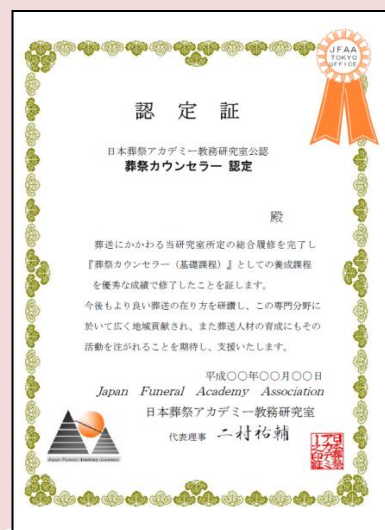 JFAA
TOKYO
OFFICE
認定証
日本葬祭アカデミー教務研究室公認
葬祭カウンセラー 認定
殿
葬送にかかわる当研究室所定の総合履修を完了し
『葬祭カウンセラー（基礎課程）』としての養成課程
を優秀な成績で修了したことを証します。
今後もより良い葬送の在り方を研鑽し、この専門分野に
於いて広く地域貢献され、また葬送人材の育成にもその
活動を注がれることを期待し、支援いたします。
平成〇〇年〇〇月〇〇日
Japan Funeral Academy Association
日本葬祭アカデミー教務研究室
代表理事 二村祐輔
Japan Funeral Academy Association